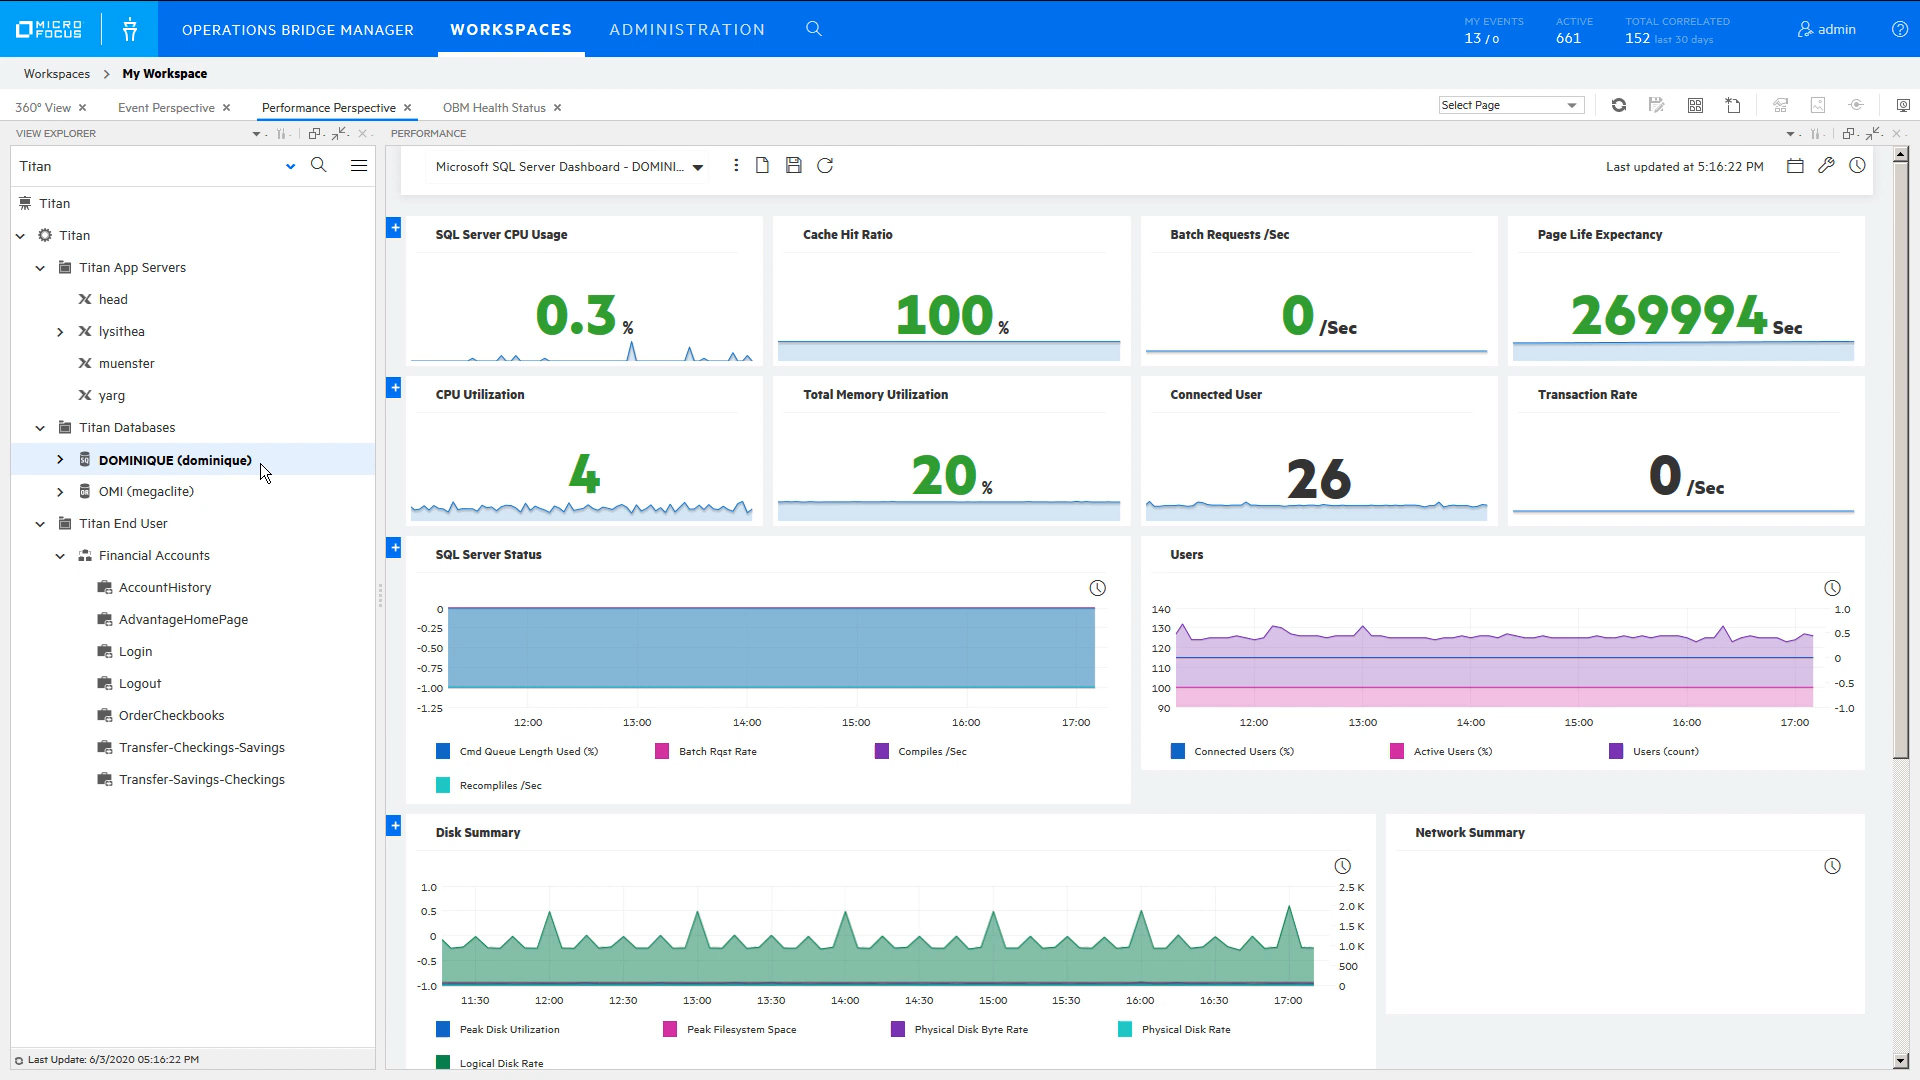 MICRO FOCUS
OPERATIONS BRIDGE MANAGER
WORKSPACES
ADMINISTRATION
MY EVENTS
13 / 0
ACTIVE
661
TOTAL CORRELATED
152 last 30 days
admin
Workspaces > My Workspace
360° View
Event Perspective
Performance Perspective
OBM Health Status
Select Page
VIEW EXPLORER
PERFORMANCE
Titan
Titan
Titan
Titan App Servers
head
lysithea
muenster
yarg
Titan Databases
DOMINIQUE (dominique)
OMI (megaclite)
Titan End User
Financial Accounts
AccountHistory
AdvantageHomePage
Login
Logout
OrderCheckbooks
Transfer-Checkings-Savings
Transfer-Savings-Checkings
Last Update: 6/3/2020 05:16:22 PM
Microsoft SQL Server Dashboard - DOMINI...
Last updated at 5:16:22 PM
SQL Server CPU Usage
0.3 %
Cache Hit Ratio
100 %
Batch Requests /Sec
0 /Sec
Page Life Expectancy
269994 Sec
CPU Utilization
4
Total Memory Utilization
20 %
Connected User
26
Transaction Rate
0 /Sec
SQL Server Status
0
-0.25
-0.50
-0.75
-1.00
-1.25
12:00 13:00 14:00 15:00 16:00 17:00
Cmd Queue Length Used (%)
Batch Rqst Rate
Compiles /Sec
Recompliles /Sec
Users
140
130
120
110
100
90
1.0
0.5
0
-0.5
-1.0
12:00 13:00 14:00 15:00 16:00 17:00
Connected Users (%)
Active Users (%)
Users (count)
Disk Summary
1.0
0.5
0
-0.5
-1.0
2.5 K
2.0 K
1.5 K
1.0 K
500
0
11:30 12:00 12:30 13:00 13:30 14:00 14:30 15:00 15:30 16:00 16:30 17:00
Peak Disk Utilization
Peak Filesystem Space
Physical Disk Byte Rate
Physical Disk Rate
Logical Disk Rate
Network Summary